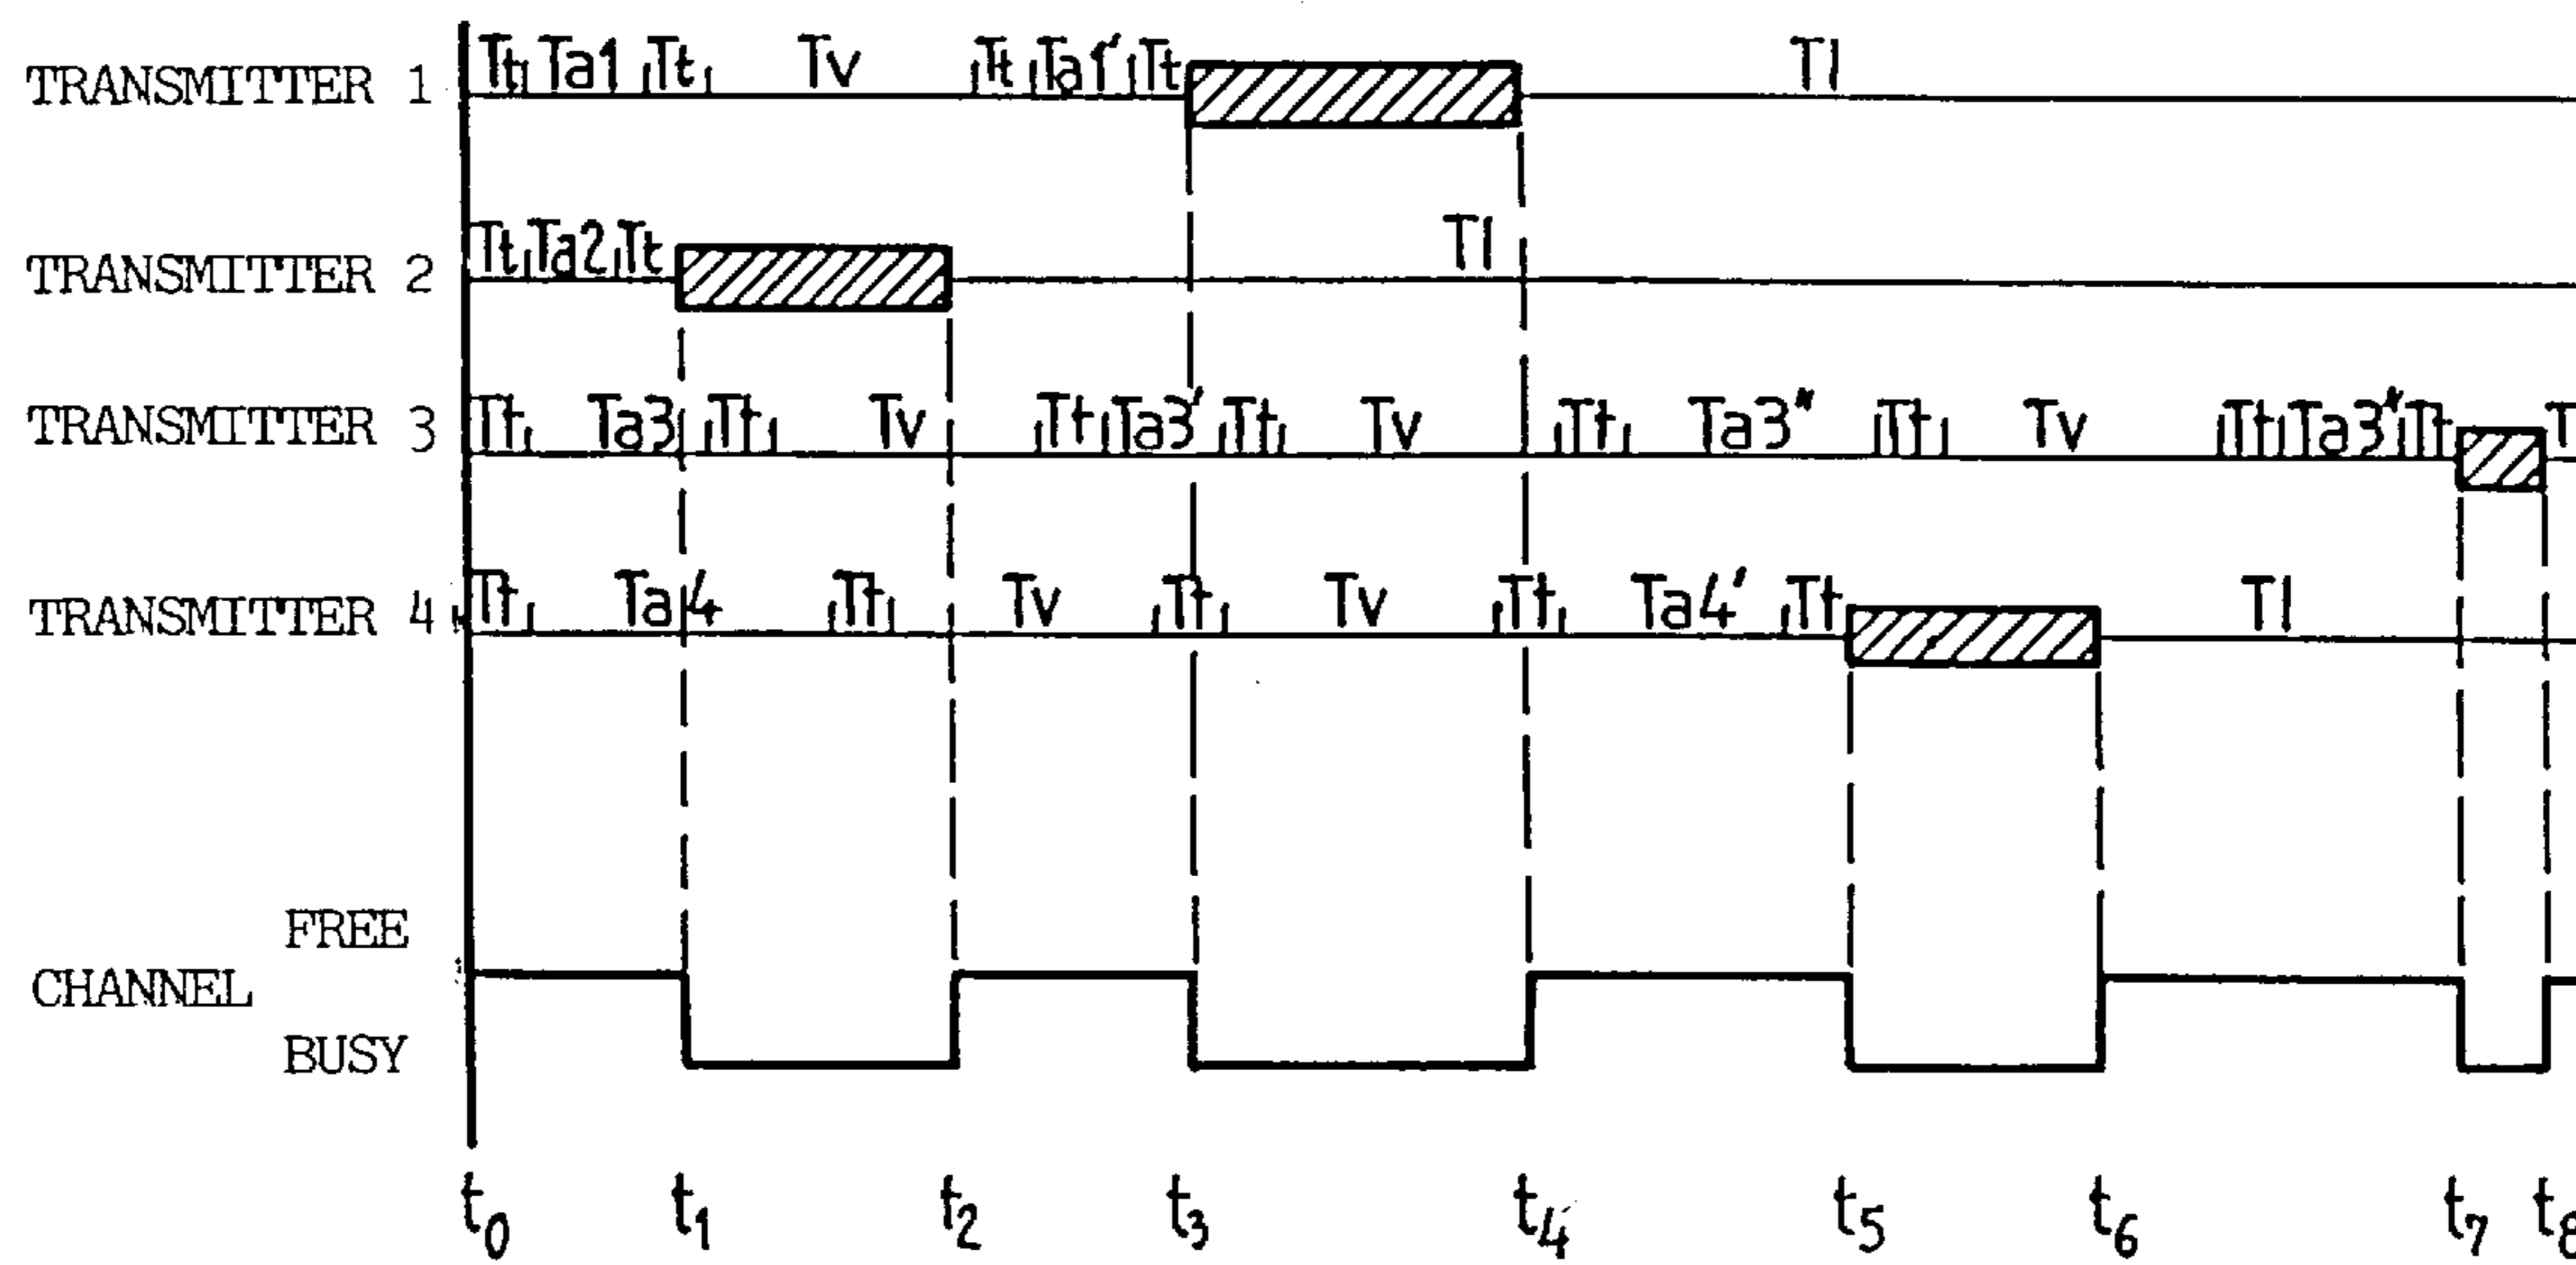 TRANSMITTER 1 Tt Ta1 Tt Tv Tt Ta1' Tt Tl
TRANSMITTER 2 Tt Ta2 Tt Tl
TRANSMITTER 3 Tt Ta3 Tt Tv Tt Ta3' Tt Tv Tt Ta3" Tt Tv Tt Ta3" Tt T
TRANSMITTER 4 Tt Ta4 Tt Tv Tt Tv Tt Ta4' Tt Tl
FREE
CHANNEL
BUSY
t0 t1 t2 t3 t4 t5 t6 t7 t8